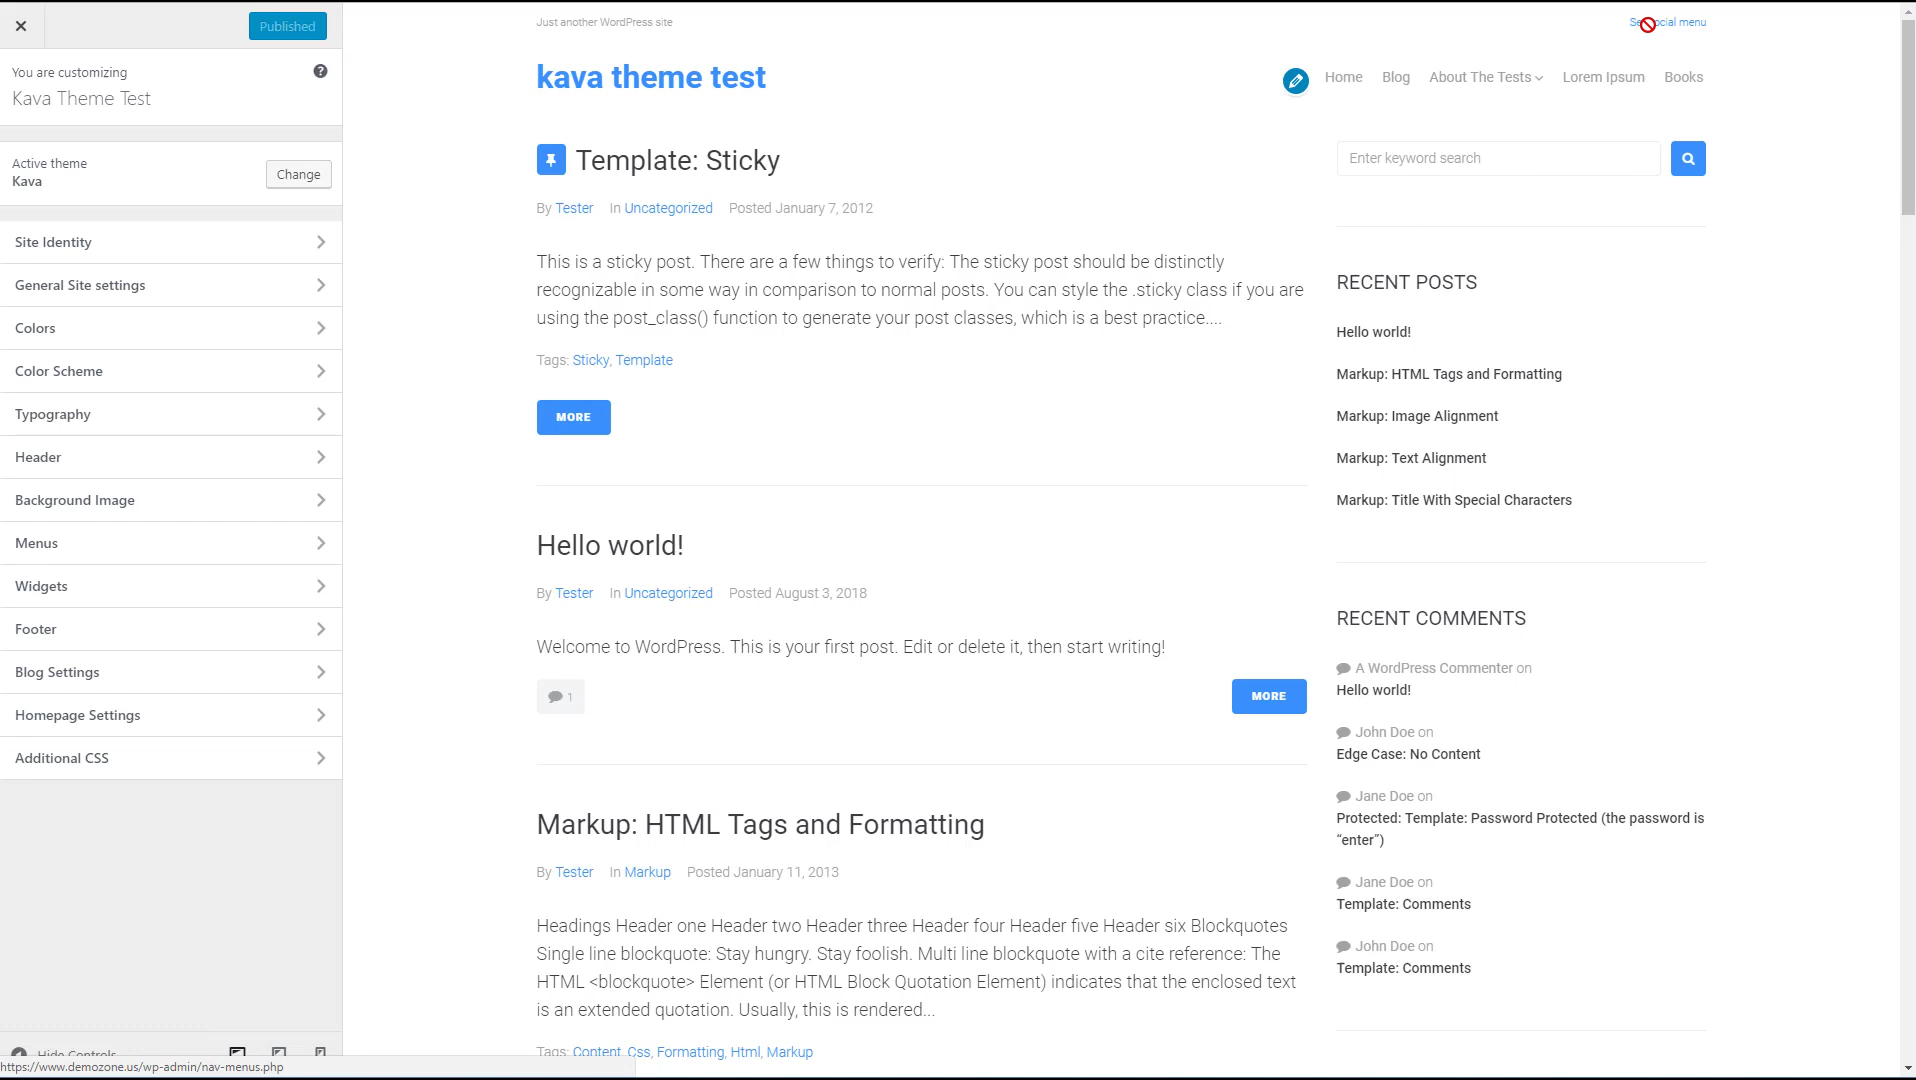 Published
You are customizing
Kava Theme Test
Active theme
Kava
Change
Site Identity
General Site settings
Colors
Color Scheme
Typography
Header
Background Image
Menus
Widgets
Footer
Blog Settings
Homepage Settings
Additional CSS
Hide Controls
https://www.demozone.us/wp-admin/nav-menus.php
Just another WordPress site
social menu
kava theme test
Home Blog About The Tests Lorem Ipsum Books
Template: Sticky
By Tester In Uncategorized Posted January 7, 2012
This is a sticky post. There are a few things to verify: The sticky post should be distinctly
recognizable in some way in comparison to normal posts. You can style the .sticky class if you are
using the post_class() function to generate your post classes, which is a best practice....
Tags: Sticky, Template
MORE
Hello world!
By Tester In Uncategorized Posted August 3, 2018
Welcome to WordPress. This is your first post. Edit or delete it, then start writing!
1
MORE
Markup: HTML Tags and Formatting
By Tester In Markup Posted January 11, 2013
Headings Header one Header two Header three Header four Header five Header six Blockquotes
Single line blockquote: Stay hungry. Stay foolish. Multi line blockquote with a cite reference: The
HTML <blockquote> Element (or HTML Block Quotation Element) indicates that the enclosed text
is an extended quotation. Usually, this is rendered...
Tags: Content, Css, Formatting, Html, Markup
Enter keyword search
RECENT POSTS
Hello world!
Markup: HTML Tags and Formatting
Markup: Image Alignment
Markup: Text Alignment
Markup: Title With Special Characters
RECENT COMMENTS
A WordPress Commenter on
Hello world!
John Doe on
Edge Case: No Content
Jane Doe on
Protected: Template: Password Protected (the password is
“enter”)
Jane Doe on
Template: Comments
John Doe on
Template: Comments